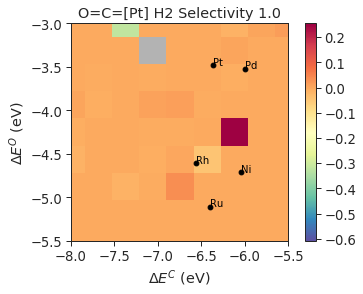 O=C=[Pt] H2 Selectivity 1.0
−3.0
−3.5
−4.0
−4.5
−5.0
−5.5
ΔE^O (eV)
Pt
Pd
Rh
Ni
Ru
−8.0 −7.5 −7.0 −6.5 −6.0 −5.5
ΔE^C (eV)
0.2
0.1
0.0
−0.1
−0.2
−0.3
−0.4
−0.5
−0.6